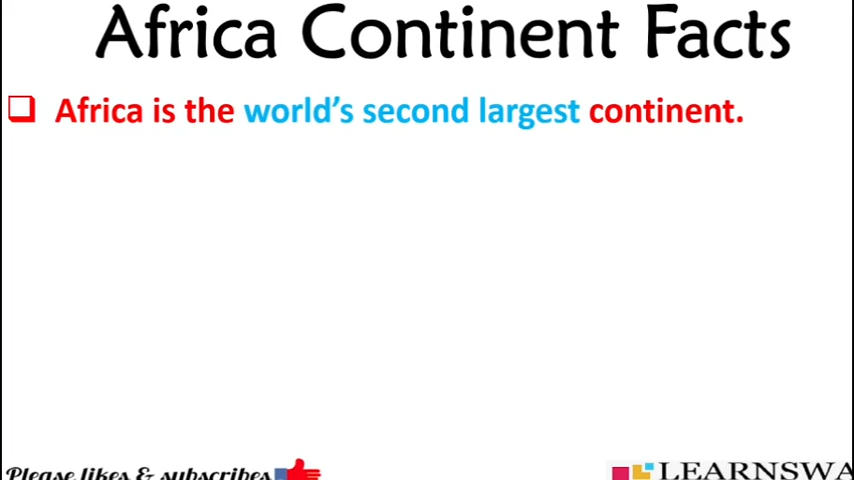 Africa Continent Facts
Africa is the world's second largest continent.
Please likes & subscribes
LEARNSWA